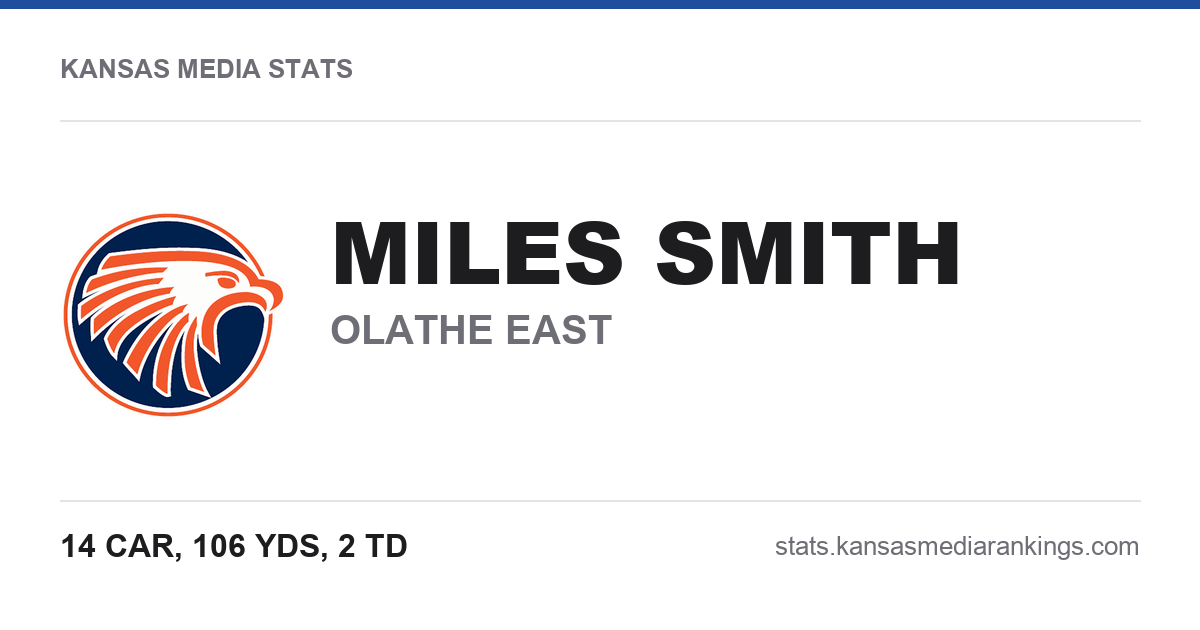 KANSAS MEDIA STATS
MILES SMITH
OLATHE EAST
14 CAR, 106 YDS, 2 TD
stats.kansasmediarankings.com